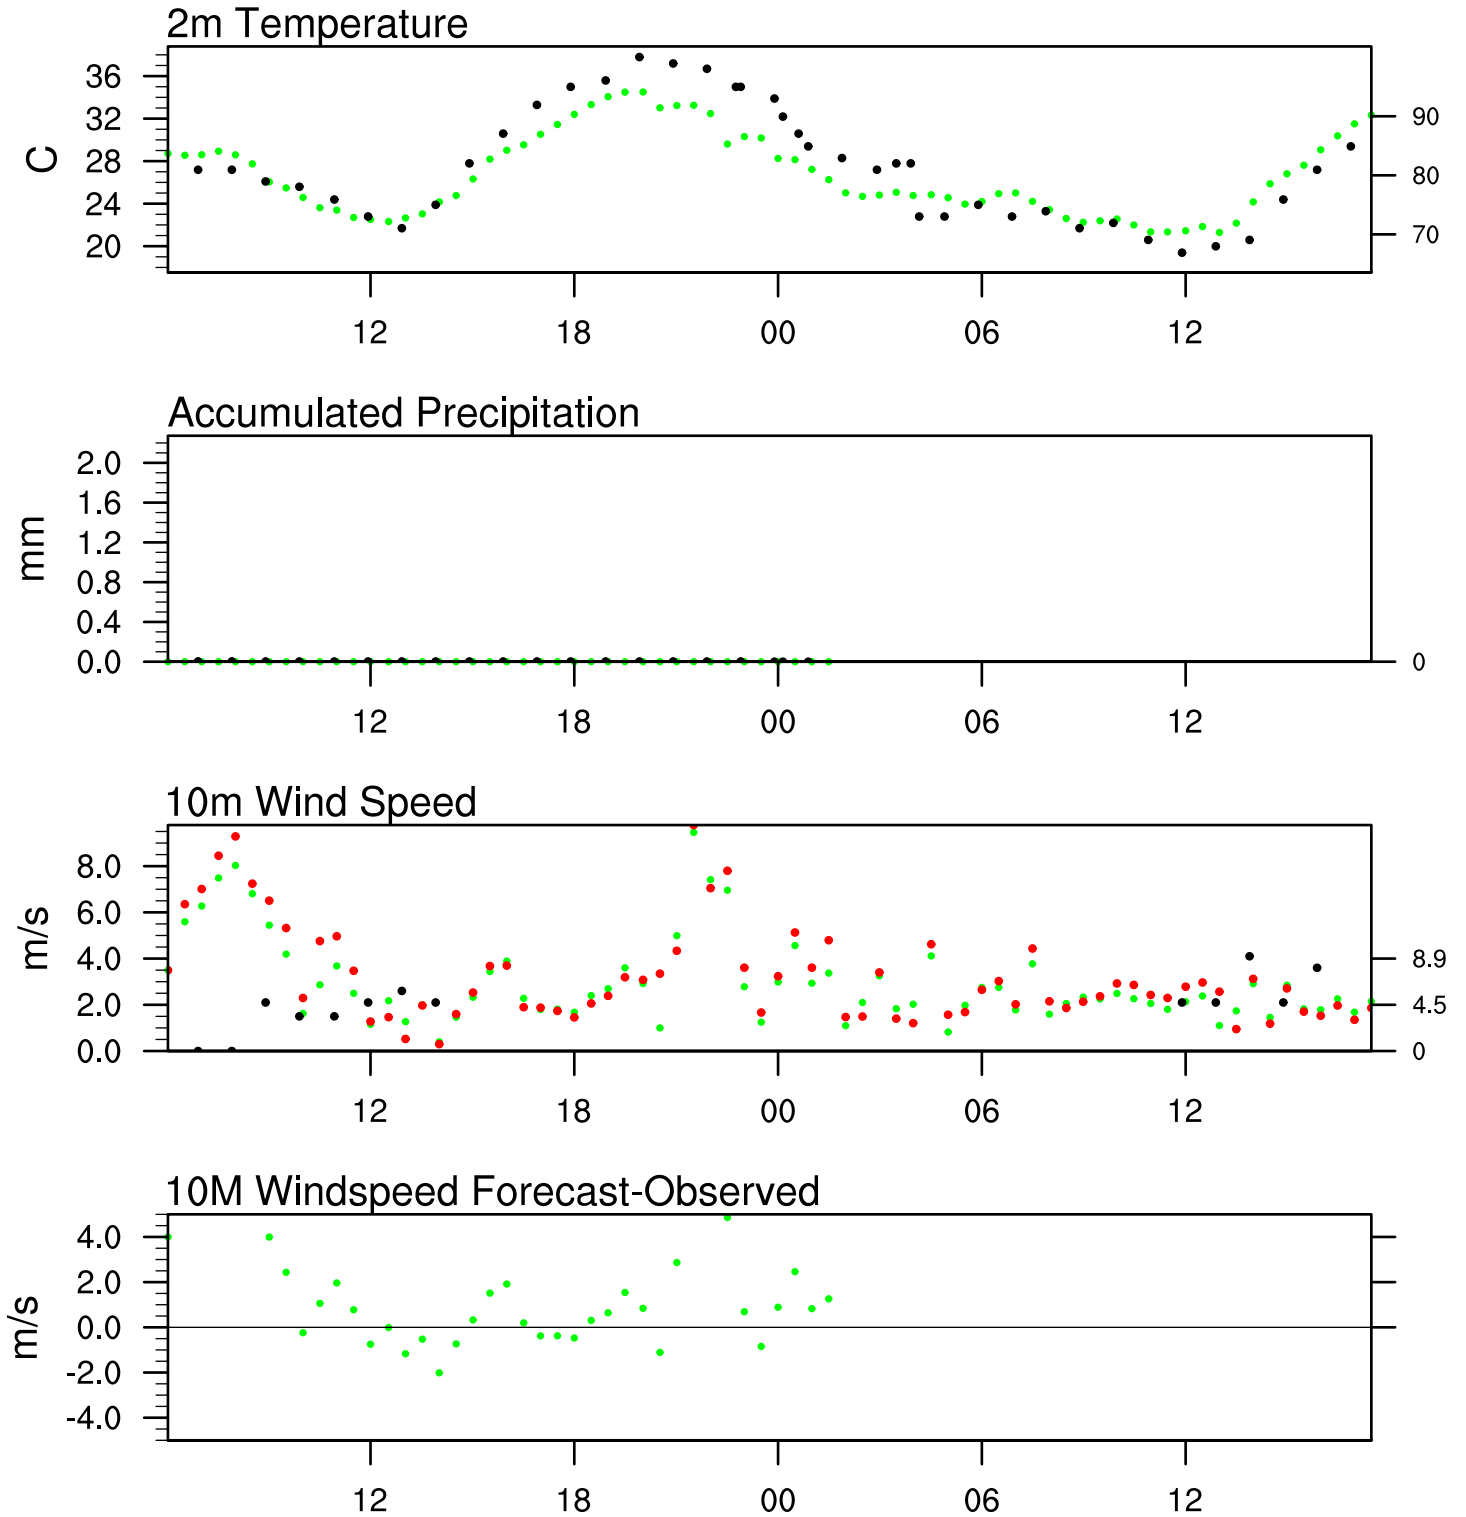 2m Temperature
36
32
28
24
20
C
90
80
70
12 18 00 06 12
Accumulated Precipitation
2.0
1.6
1.2
0.8
0.4
0.0
mm
0
12 18 00 06 12
10m Wind Speed
8.0
6.0
4.0
2.0
0.0
m/s
8.9
4.5
0
12 18 00 06 12
10M Windspeed Forecast-Observed
4.0
2.0
0.0
-2.0
-4.0
m/s
12 18 00 06 12